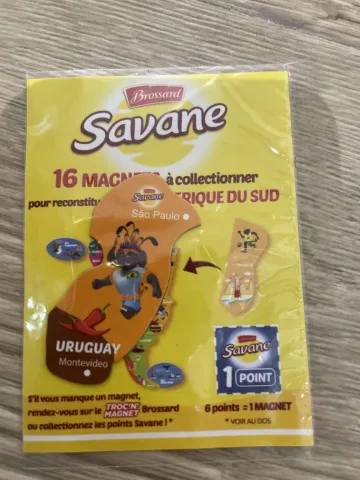 Brossard
Savane
16 MAGNE à collectionner
pour reconstitu RIQUE DU SUD
Savane
São Paulo
URUGUAY
Montevideo
Brossard
Savane
1 POINT
S'il vous manque un magnet,
rendez-vous sur le TROC'N' MAGNET Brossard
ou collectionnez les points Savane ! *
6 points = 1 MAGNET
* VOIR AU DOS